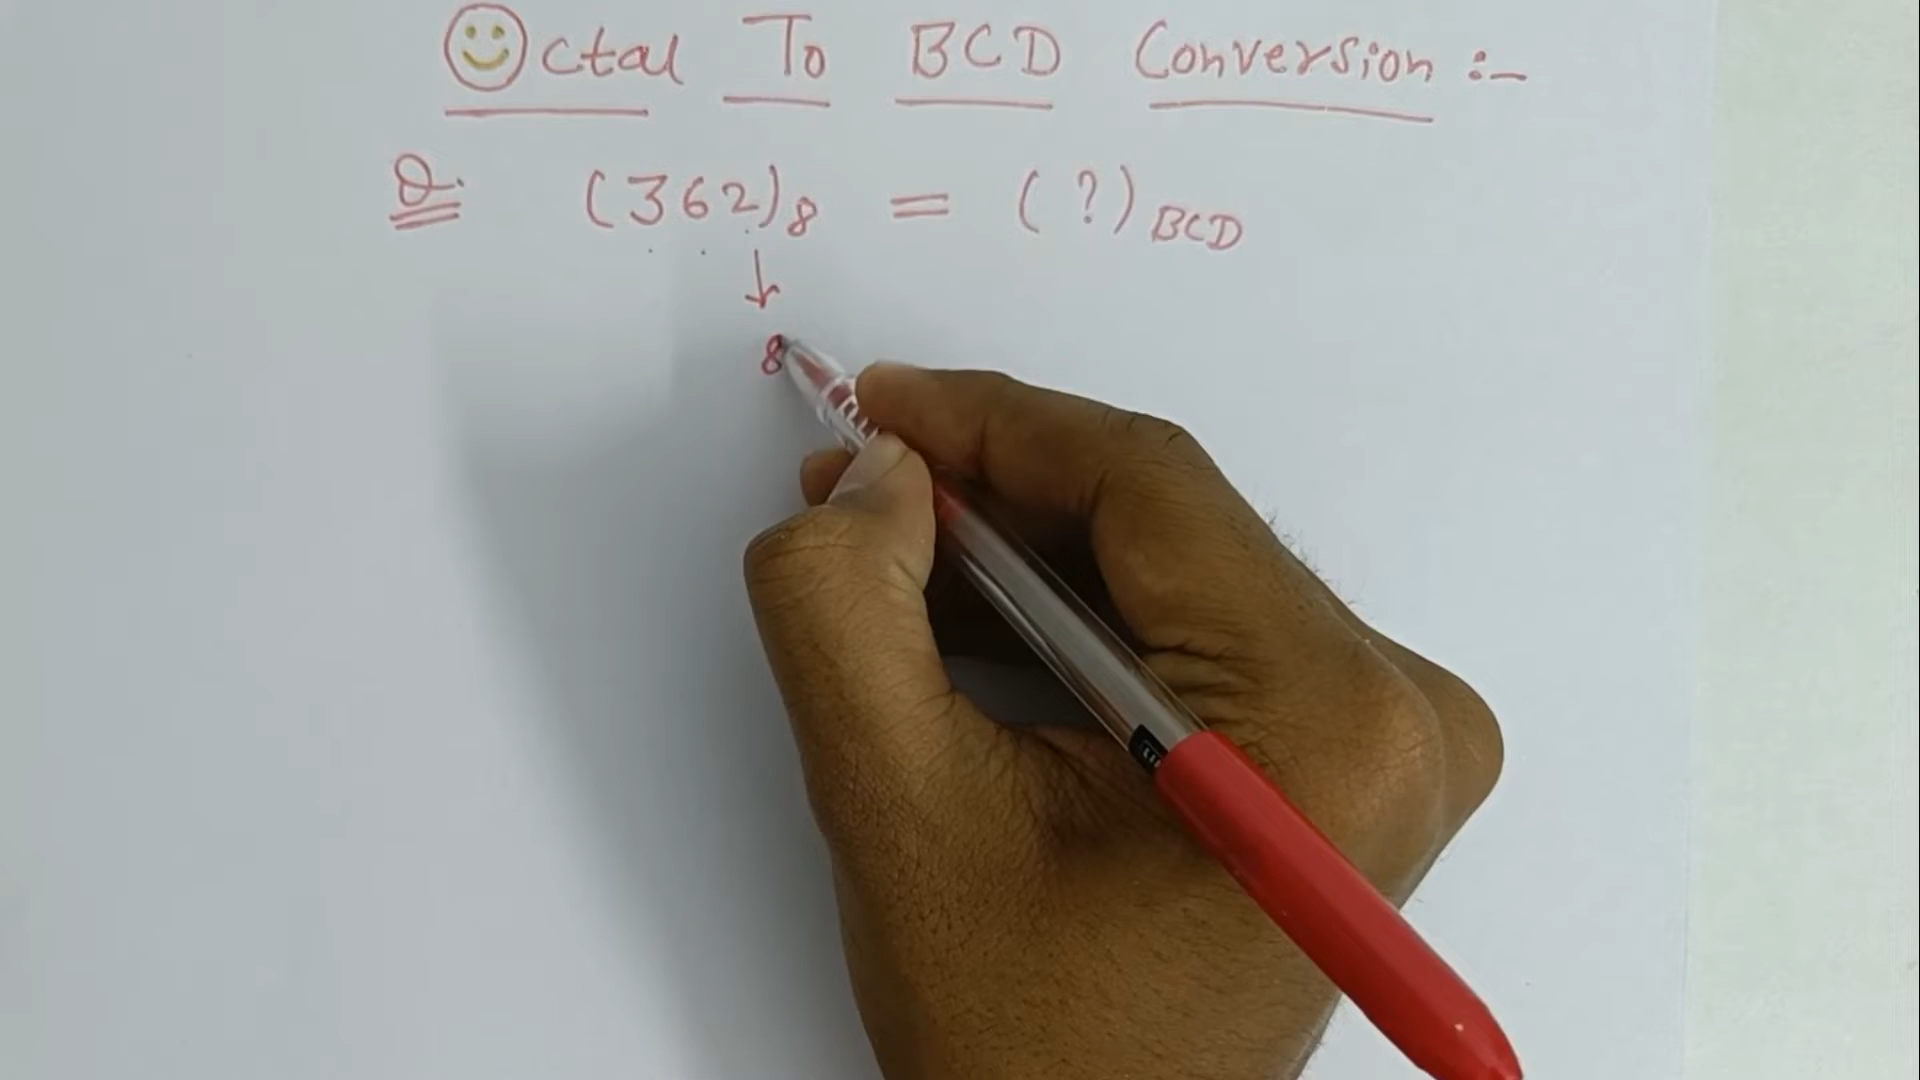 Octal To BCD Conversion :-
Q. (362)8 = (?)BCD
8